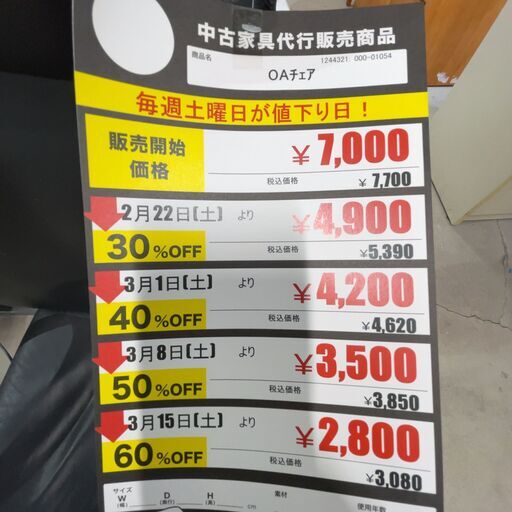 中古家具代行販売商品
商品名 1244321 000-01054
OAチェア
毎週土曜日が値下り日！
販売開始価格 ¥7,000
税込価格 ¥7,700
2月22日(土) より ¥4,900
30%OFF 税込価格 ¥5,390
3月1日(土) より ¥4,200
40%OFF 税込価格 ¥4,620
3月8日(土) より ¥3,500
50%OFF 税込価格 ¥3,850
3月15日(土) より ¥2,800
60%OFF 税込価格 ¥3,080
サイズ 素材
W(幅) D(奥行) H(高) cm 使用年数